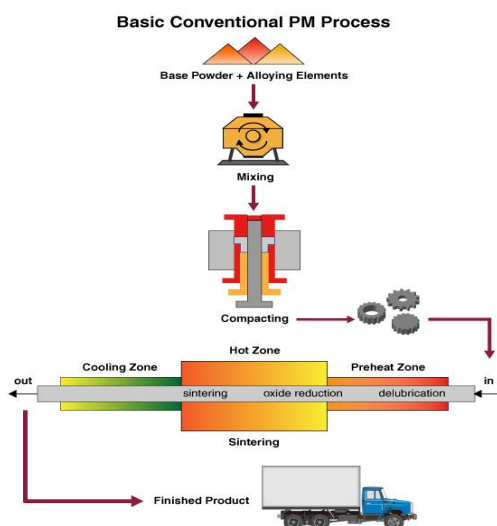 Basic Conventional PM Process
Base Powder + Alloying Elements
Mixing
Compacting
Hot Zone
Cooling Zone
Preheat Zone
out
in
sintering
oxide reduction
delubrication
Sintering
Finished Product